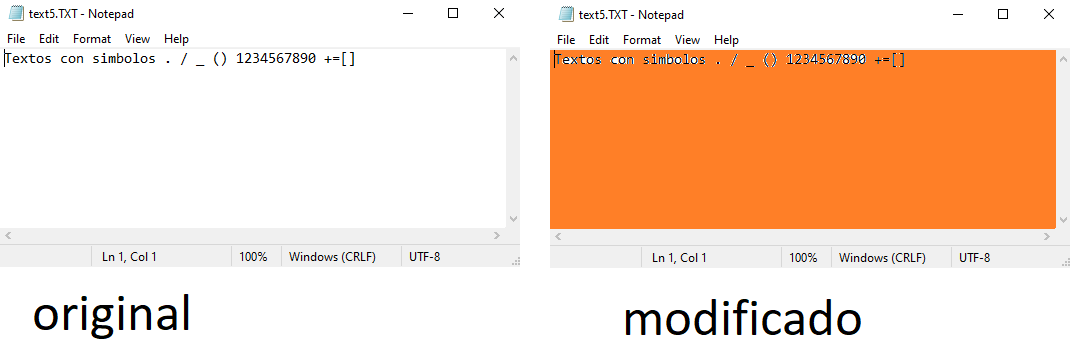 text5.TXT - Notepad
File Edit Format View Help
Textos con simbolos . / _ () 1234567890 +=[]
Ln 1, Col 1 100% Windows (CRLF) UTF-8
original
text5.TXT - Notepad
File Edit Format View Help
Textos con simbolos . / _ () 1234567890 +=[]
Ln 1, Col 1 100% Windows (CRLF) UTF-8
modificado